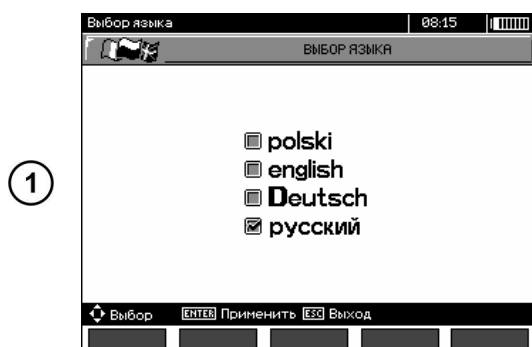 Выбор языка 08:15
ВЫБОР ЯЗЫКА
1
polski
english
Deutsch
русский
Выбор ENTER Применить ESC Выход